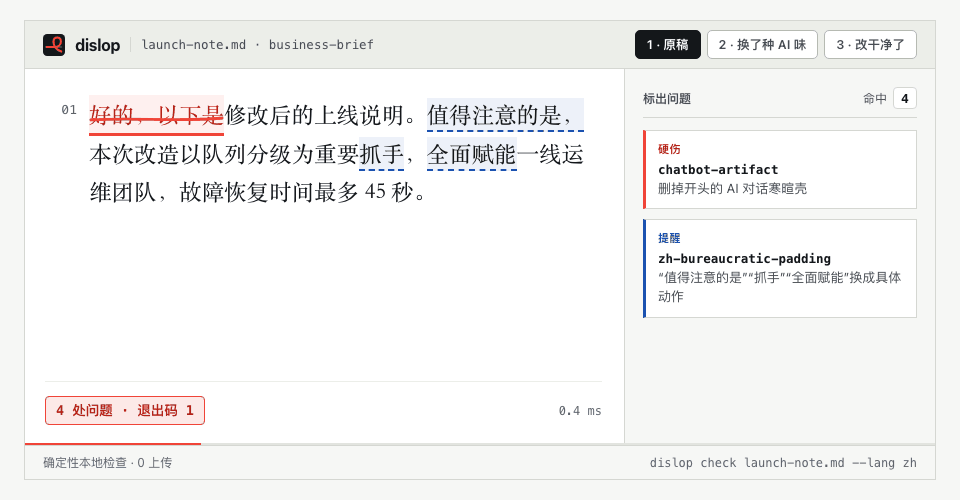 dislop
launch-note.md · business-brief
1 · 原稿
2 · 换了种 AI 味
3 · 改干净了
01
好的，以下是修改后的上线说明。值得注意的是，
本次改造以队列分级为重要抓手，全面赋能一线运
维团队，故障恢复时间最多 45 秒。
4 处问题 · 退出码 1
0.4 ms
标出问题
命中 4
硬伤
chatbot-artifact
删掉开头的 AI 对话寒暄壳
提醒
zh-bureaucratic-padding
“值得注意的是”“抓手”“全面赋能”换成具体
动作
确定性本地检查 · 0 上传
dislop check launch-note.md --lang zh